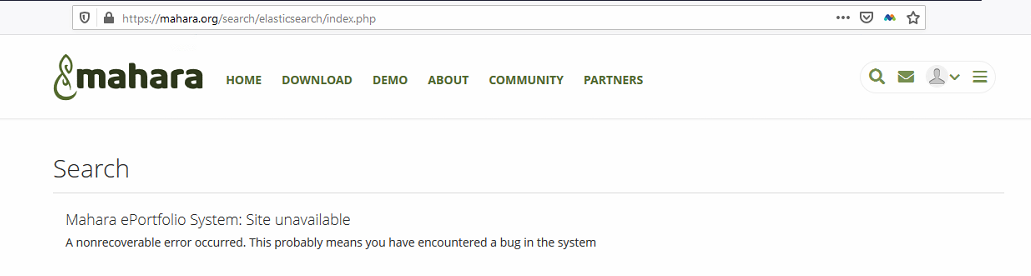 https://mahara.org/search/elasticsearch/index.php
mahara HOME DOWNLOAD DEMO ABOUT COMMUNITY PARTNERS
Search
Mahara ePortfolio System: Site unavailable
A nonrecoverable error occurred. This probably means you have encountered a bug in the system